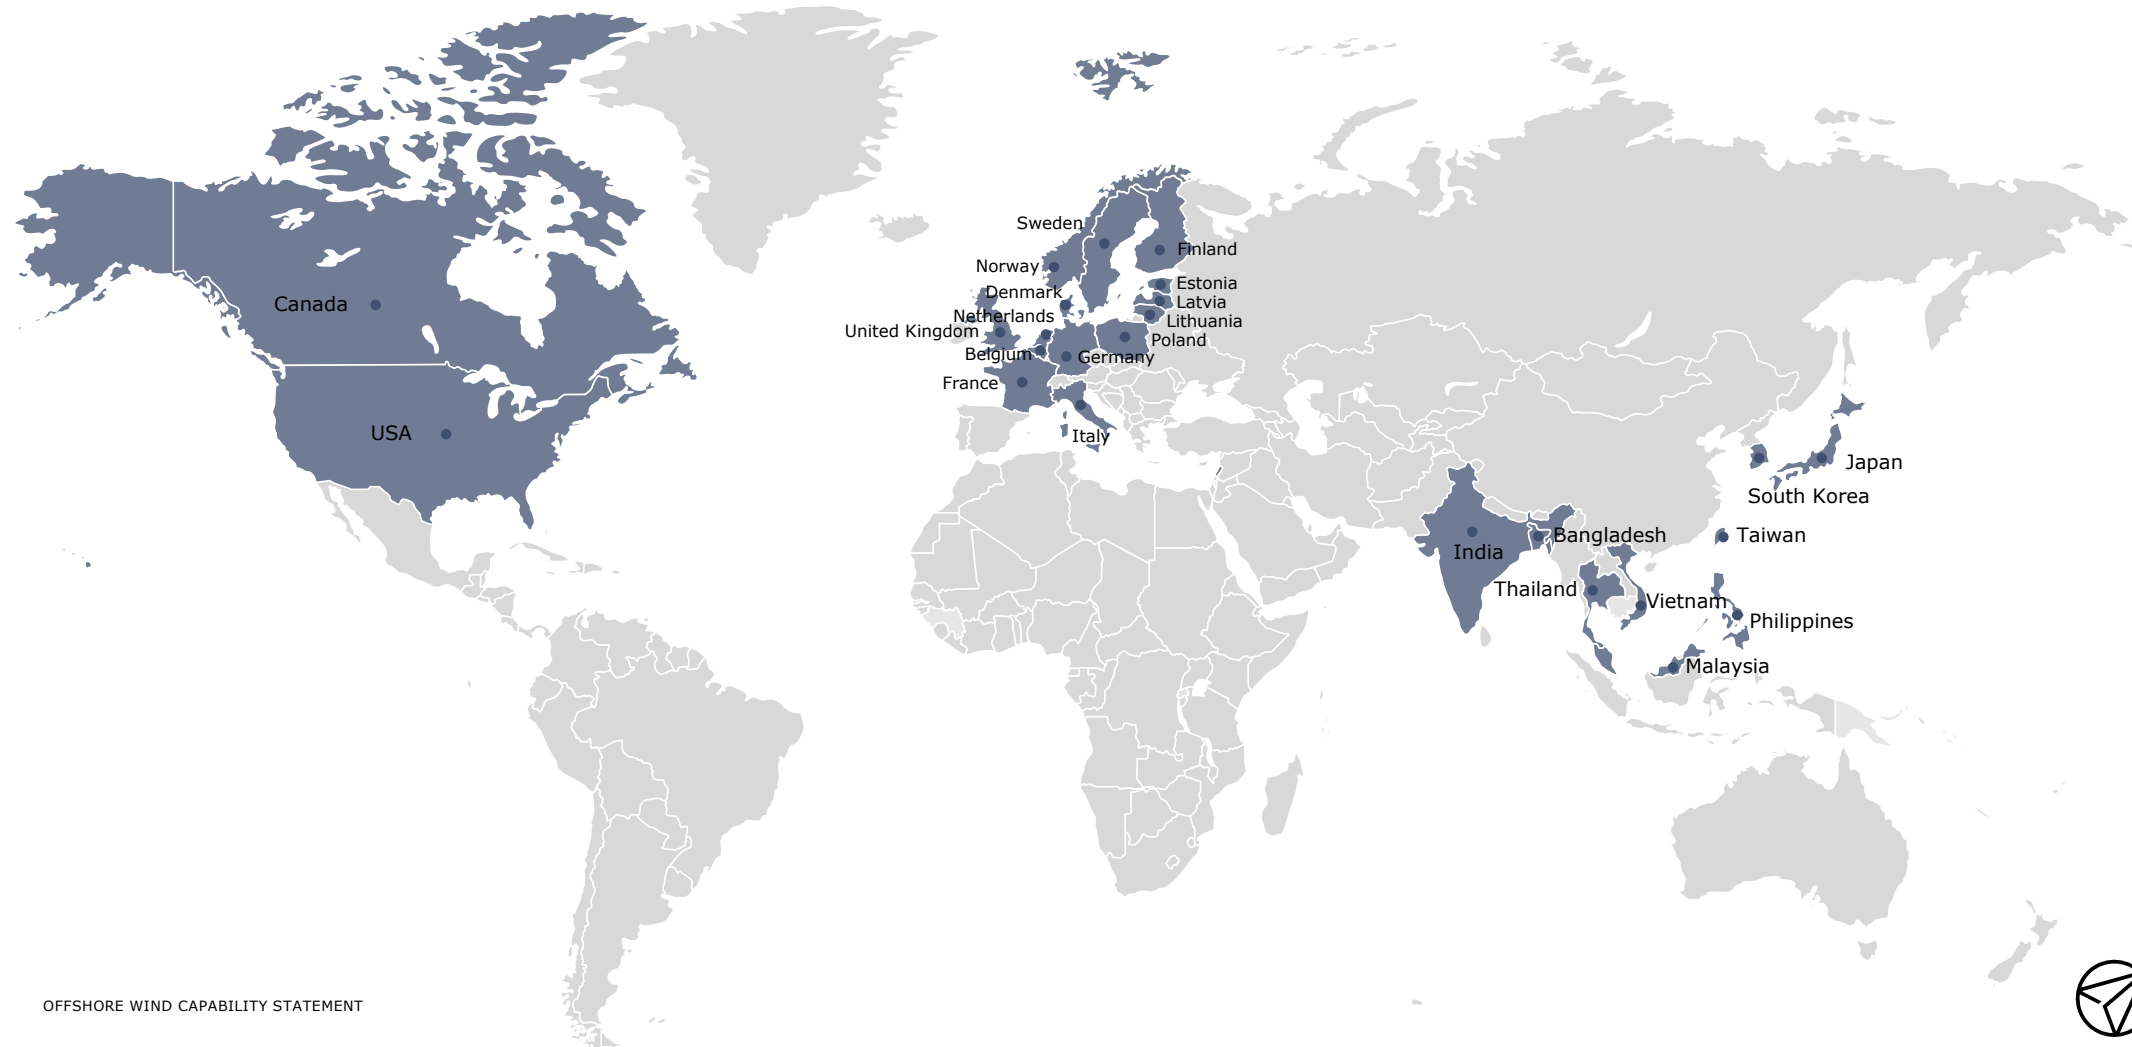 Sweden
Finland
Norway
Estonia
Denmark
Latvia
Canada
Netherlands
Lithuania
United Kingdom
Poland
Belgium
Germany
France
USA
Italy
Japan
South Korea
Bangladesh
Taiwan
India
Thailand
Vietnam
Philippines
Malaysia
OFFSHORE WIND CAPABILITY STATEMENT